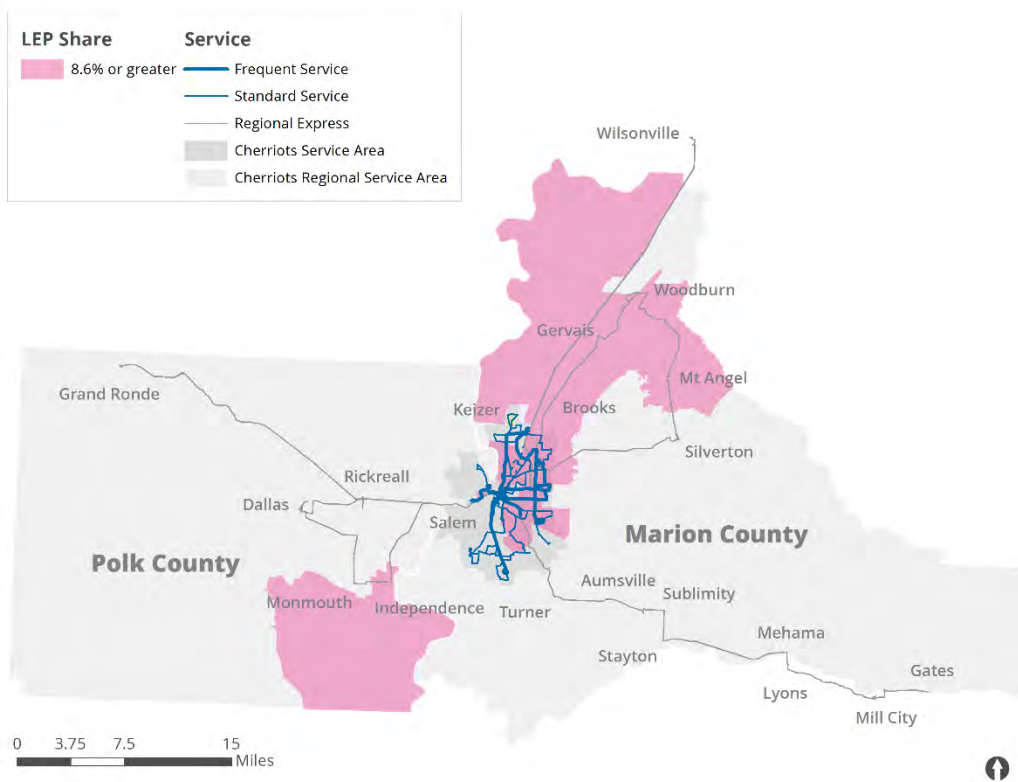 LEP Share
8.6% or greater
Service
Frequent Service
Standard Service
Regional Express
Cherriots Service Area
Cherriots Regional Service Area
Wilsonville
Woodburn
Gervais
Mt Angel
Grand Ronde
Keizer
Brooks
Silverton
Rickreall
Dallas
Salem
Marion County
Polk County
Aumsville
Sublimity
Monmouth
Independence
Turner
Mehama
Stayton
Gates
Lyons
Mill City
0 3.75 7.5 15
Miles